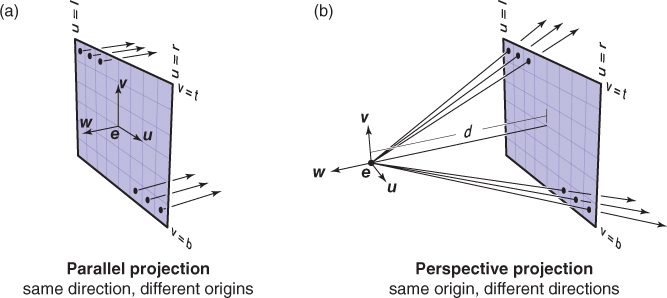 (a)
u = l
u = r
v = t
v
w
e
u
v = b
Parallel projection
same direction, different origins
(b)
u = l
u = r
v = t
v
d
w
e
u
v = b
Perspective projection
same origin, different directions